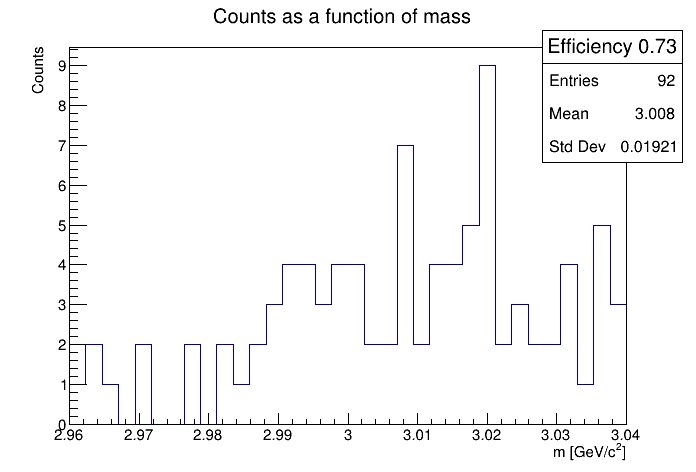 Counts as a function of mass
Efficiency 0.73
Entries 92
Mean 3.008
Std Dev 0.01921
Counts
9
8
7
6
5
4
3
2
1
0
2.96 2.97 2.98 2.99 3 3.01 3.02 3.03 3.04
m [GeV/c²]